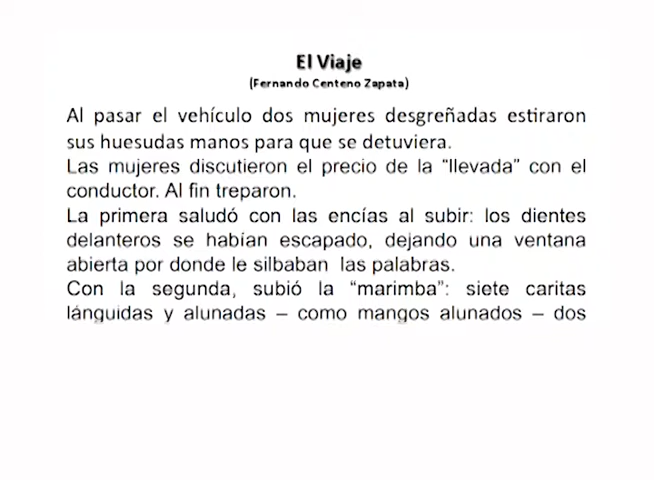 El Viaje
(Fernando Centeno Zapata)
Al pasar el vehículo dos mujeres desgreñadas estiraron
sus huesudas manos para que se detuviera.
Las mujeres discutieron el precio de la “llevada” con el
conductor. Al fin treparon.
La primera saludó con las encías al subir: los dientes
delanteros se habían escapado, dejando una ventana
abierta por donde le silbaban las palabras.
Con la segunda, subió la “marimba”: siete caritas
lánguidas y alunadas – como mangos alunados – dos